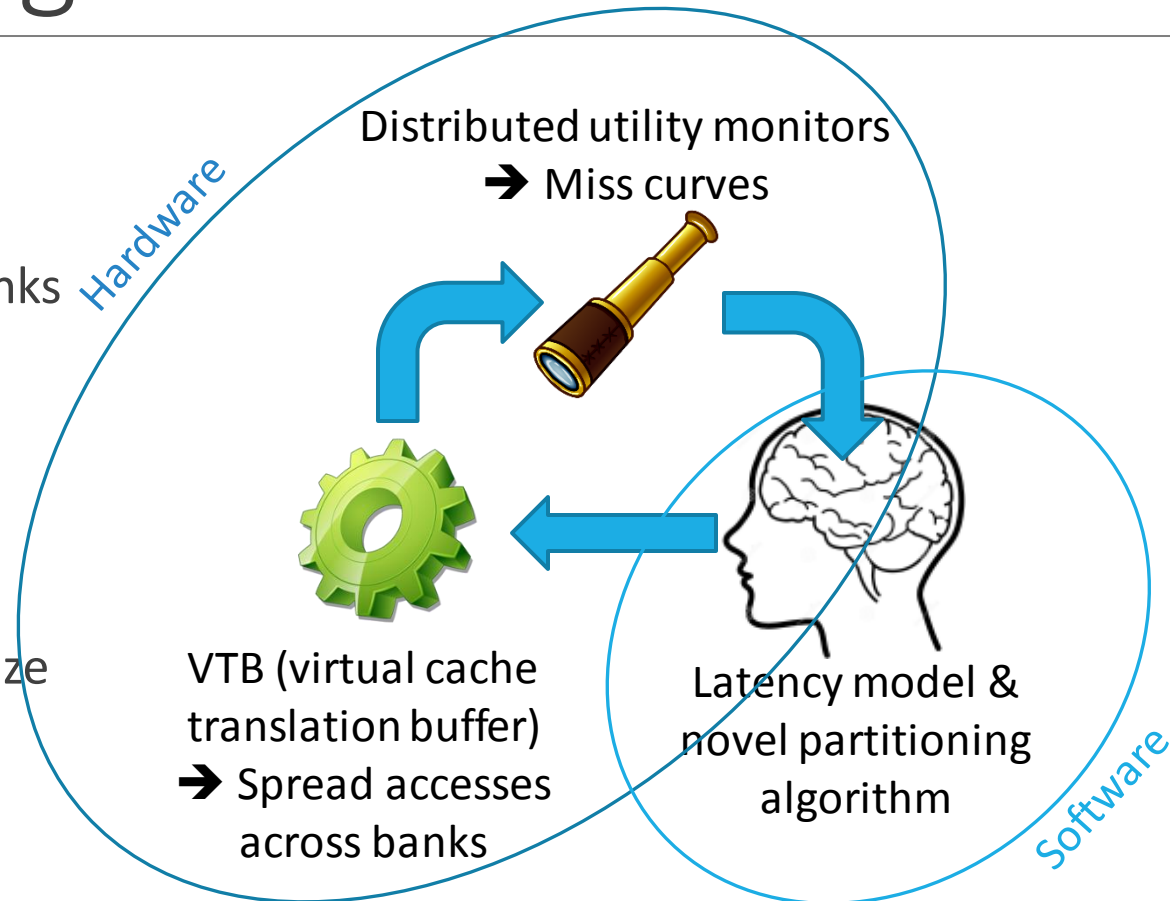 g
Distributed utility monitors
➔ Miss curves
Hardware
nks
ze
VTB (virtual cache
translation buffer)
➔ Spread accesses
across banks
Latency model &
novel partitioning
algorithm
Software